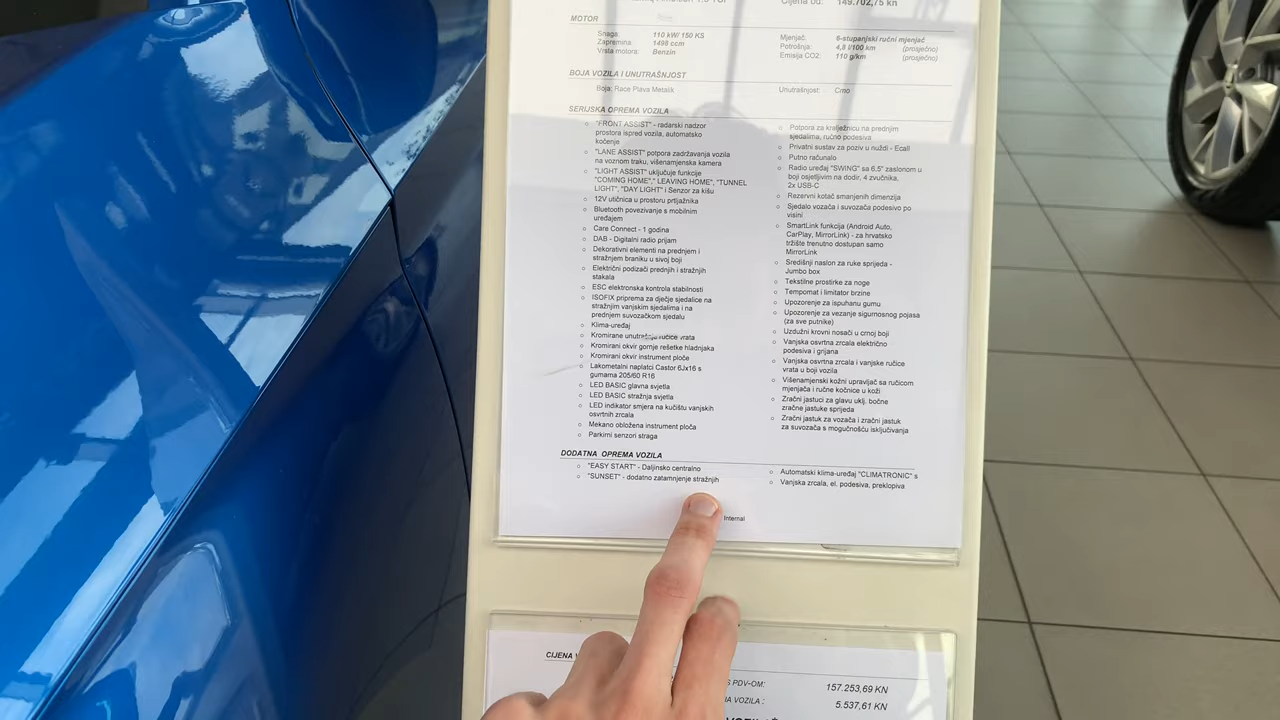 Cijena od: 149.702,75 kn
MOTOR
Snaga: 110 kW/ 150 KS
Zapremina 1498 ccm
Vrsta motora: Benzin
Mjenjač: 6-stupanjski ručni mjenjač
Potrošnja: 4,8 l/100 km (prosječno)
Emisija CO2: 110 g/km (prosječno)
BOJA VOZILA I UNUTRAŠNJOST
Boja: Race Plava Metalik
Unutrašnjost: Crno
SERIJSKA OPREMA VOZILA
"FRONT ASSIST" - radarski nadzor
prostora ispred vozila, automatsko
kočenje
"LANE ASSIST" potpora zadržavanja vozila
na voznom traku, višenamjenska kamera
"LIGHT ASSIST" uključuje funkcije
"COMING HOME"," LEAVING HOME", "TUNNEL
LIGHT", "DAY LIGHT" i Senzor za kišu
12V utičnica u prostoru prtljažnika
Bluetooth povezivanje s mobilnim
uređajem
Care Connect - 1 godina
DAB - Digitalni radio prijam
Dekorativni elementi na prednjem i
stražnjem braniku u sivoj boji
Električni podizači prednjih i stražnjih
stakala
ESC elektronska kontrola stabilnosti
ISOFIX priprema za dječje sjedalice na
stražnjim vanjskim sjedalima i na
prednjem suvozačkom sjedalu
Klima-uređaj
Kromirane unutrašnje ručice vrata
Kromirani okvir gornje rešetke hladnjaka
Kromirani okvir instrument ploče
Lakometalni naplatci Castor 6Jx16 s
gumama 205/60 R16
LED BASIC glavna svjetla
LED BASIC stražnja svjetla
LED indikator smjera na kučištu vanjskih
osvrtnih zrcala
Mekano obložena instrument ploča
Parkirni senzori straga
Potpora za kralježnicu na prednjim
sjedalima, ručno podesiva
Privatni sustav za poziv u nuždi - Ecall
Putno računalo
Radio uređaj "SWING" sa 6,5" zaslonom u
boji osjetljivim na dodir, 4 zvučnika,
2x USB-C
Rezervni kotač smanjenih dimenzija
Sjedalo vozača i suvozača podesivo po
visini
SmartLink funkcija (Android Auto,
CarPlay, MirrorLink) - za hrvatsko
tržište trenutno dostupan samo
MirrorLink
Središnji naslon za ruke sprijeda -
Jumbo box
Tekstilne prostirke za noge
Tempomat i limitator brzine
Upozorenje za ispuhanu gumu
Upozorenje za vezanje sigurnosnog pojasa
(za sve putnike)
Uzdužni krovni nosači u crnoj boji
Vanjska osvrtna zrcala električno
podesiva i grijana
Vanjska osvrtna zrcala i vanjske ručice
vrata u boji vozila
Višenamjenski kožni upravljač sa ručicom
mjenjača i ručne kočnice u koži
Zračni jastuci za glavu uklj. bočne
zračne jastuke sprijeda
Zračni jastuk za vozača i zračni jastuk
za suvozača s mogućnošću isključivanja
DODATNA OPREMA VOZILA
"EASY START" - Daljinsko centralno
"SUNSET" - dodatno zatamnjenje stražnjih
Automatski klima-uređaj "CLIMATRONIC" s
Vanjska zrcala, el. podesiva, preklopiva
Internal
CIJENA
PDV-OM: 157.253,69 KN
VOZILA : 5.537,61 KN